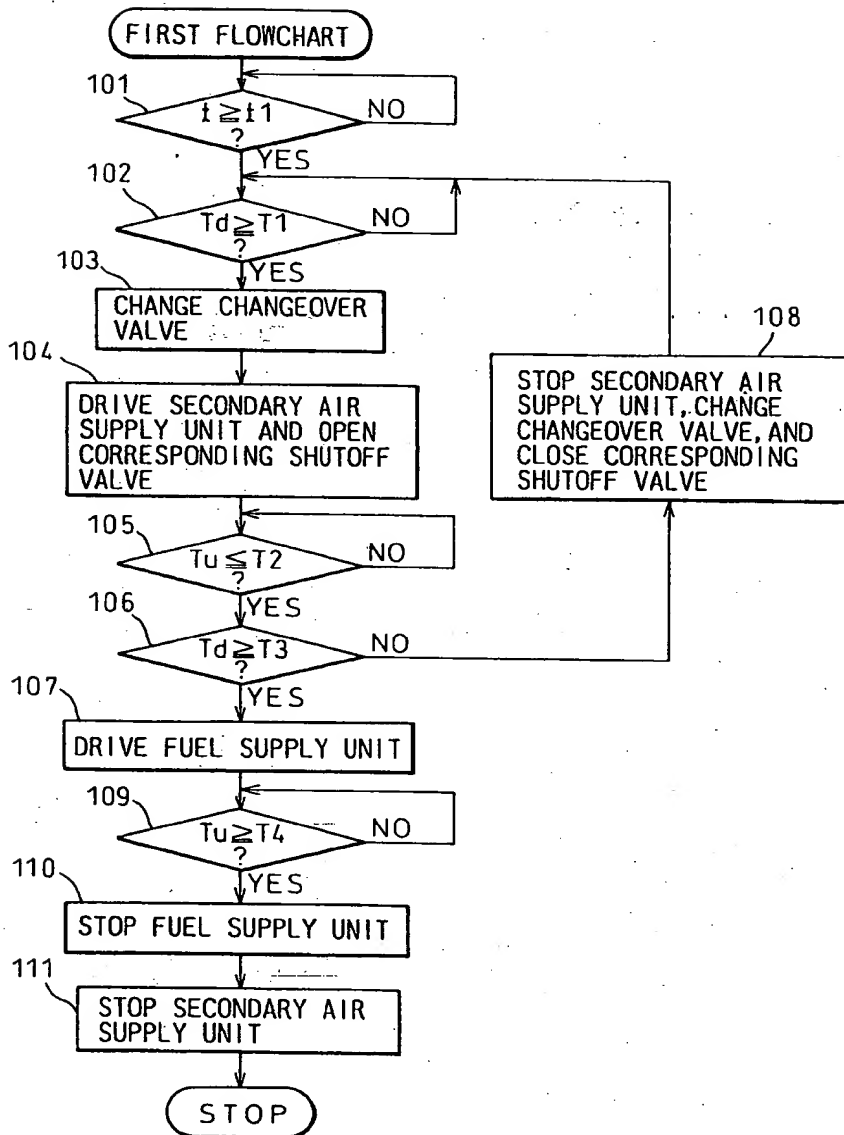 FIRST FLOWCHART
101
t ≧ t1
?
NO
YES
102
Td ≧ T1
?
NO
YES
103
CHANGE CHANGEOVER
VALVE
104
DRIVE SECONDARY AIR
SUPPLY UNIT AND OPEN
CORRESPONDING SHUTOFF
VALVE
108
STOP SECONDARY AIR
SUPPLY UNIT, CHANGE
CHANGEOVER VALVE, AND
CLOSE CORRESPONDING
SHUTOFF VALVE
105
Tu ≦ T2
?
NO
YES
106
Td ≧ T3
?
NO
YES
107
DRIVE FUEL SUPPLY UNIT
109
Tu ≧ T4
?
NO
YES
110
STOP FUEL SUPPLY UNIT
111
STOP SECONDARY AIR
SUPPLY UNIT
STOP